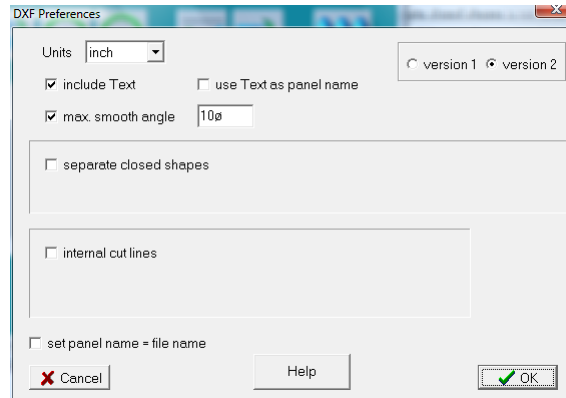 DXF Preferences
Units inch
version 1 version 2
include Text use Text as panel name
max. smooth angle 10ø
separate closed shapes
internal cut lines
set panel name = file name
Cancel Help OK